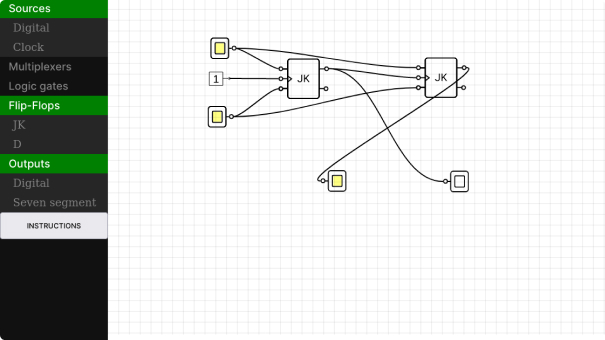 Sources
Digital
Clock
Multiplexers
Logic gates
Flip-Flops
JK
D
Outputs
Digital
Seven segment
INSTRUCTIONS
1
JK
JK